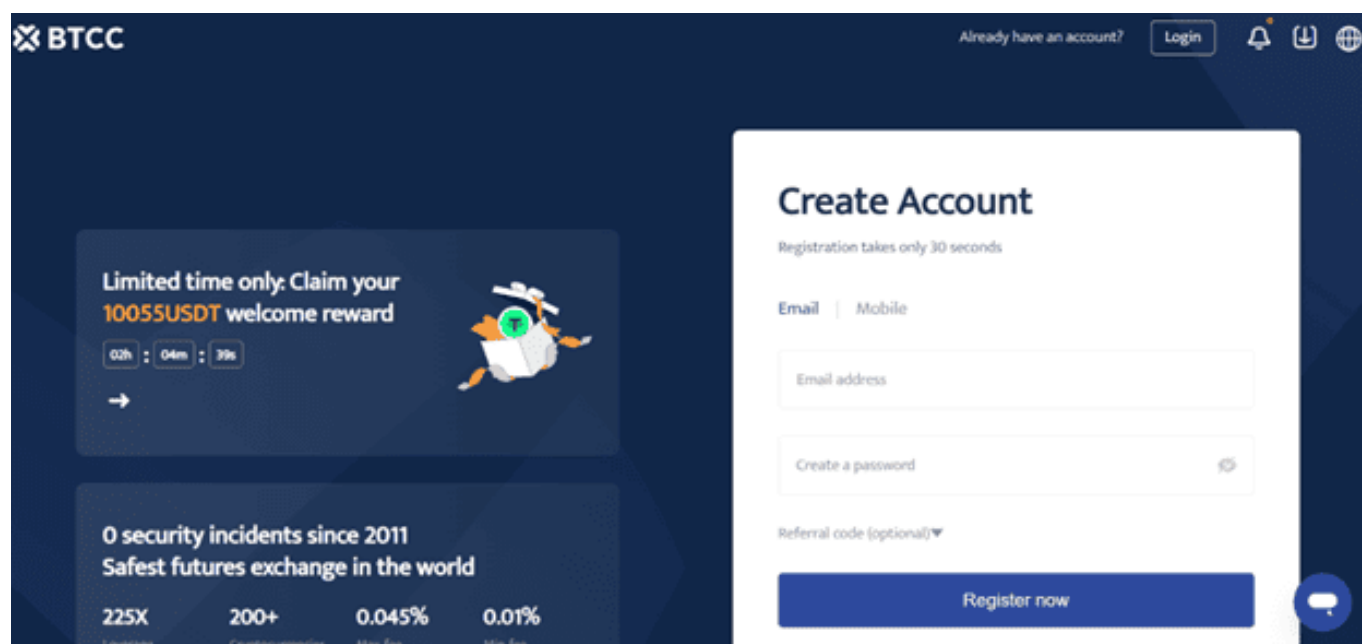 BTCC
Already have an account?
Login
Create Account
Registration takes only 30 seconds
Limited time only: Claim your
10055USDT welcome reward
02h : 04m : 39s
Email
Mobile
Email address
Create a password
0 security incidents since 2011
Safest futures exchange in the world
Referral code (optional)
225X
200+
0.045%
0.01%
Register now